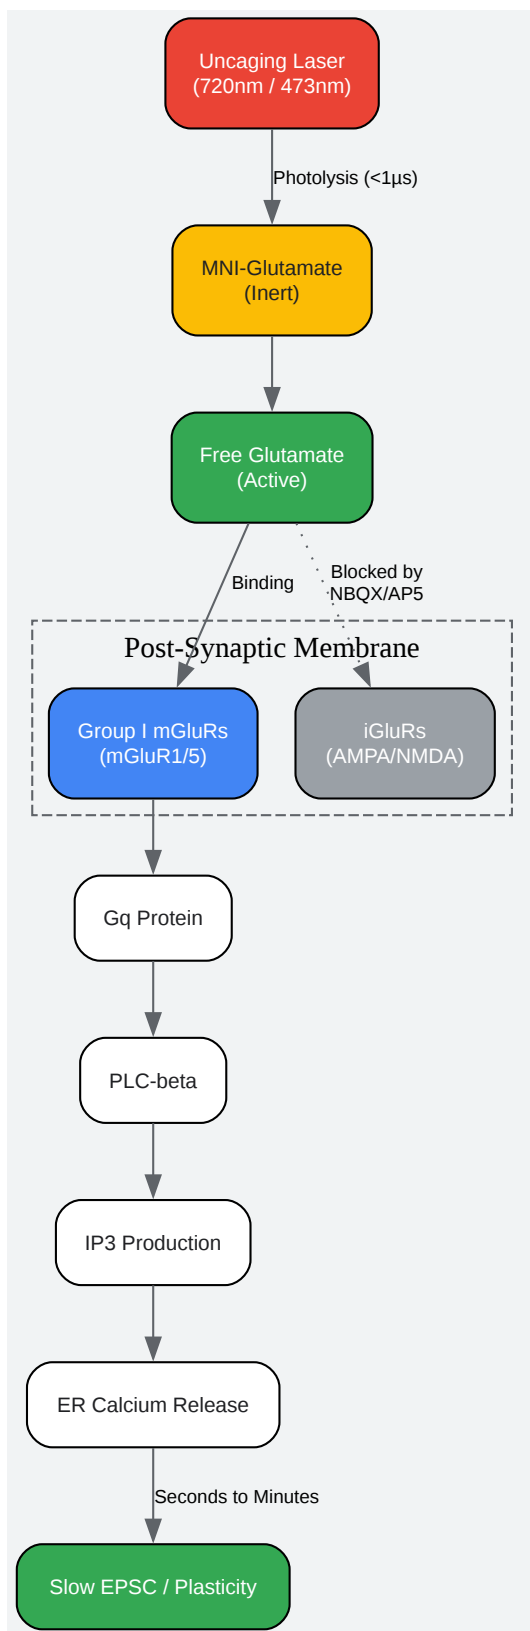 Uncaging Laser
(720nm / 473nm)
Photolysis (<1µs)
MNI-Glutamate
(Inert)
Free Glutamate
(Active)
Binding
Blocked by
NBQX/AP5
Post-Synaptic Membrane
Group I mGluRs
(mGluR1/5)
iGluRs
(AMPA/NMDA)
Gq Protein
PLC-beta
IP3 Production
ER Calcium Release
Seconds to Minutes
Slow EPSC / Plasticity